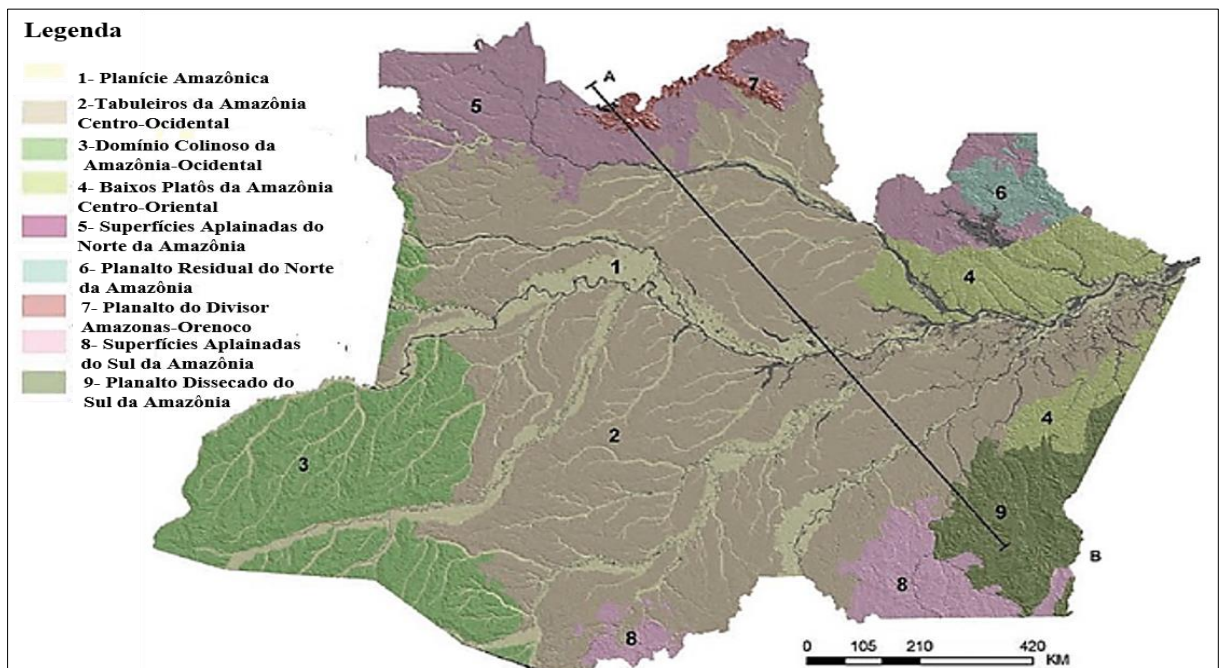 Legenda
1- Planície Amazônica
2-Tabuleiros da Amazônia
Centro-Ocidental
3-Domínio Colinoso da
Amazônia-Ocidental
4- Baixos Platôs da Amazônia
Centro-Oriental
5- Superfícies Aplainadas do
Norte da Amazônia
6- Planalto Residual do Norte
da Amazônia
7- Planalto do Divisor
Amazonas-Orenoco
8- Superfícies Aplainadas
do Sul da Amazônia
9- Planalto Dissecado do
Sul da Amazônia
A
7
5
6
1
4
4
2
3
9
B
8
8
0 105 210 420
KM